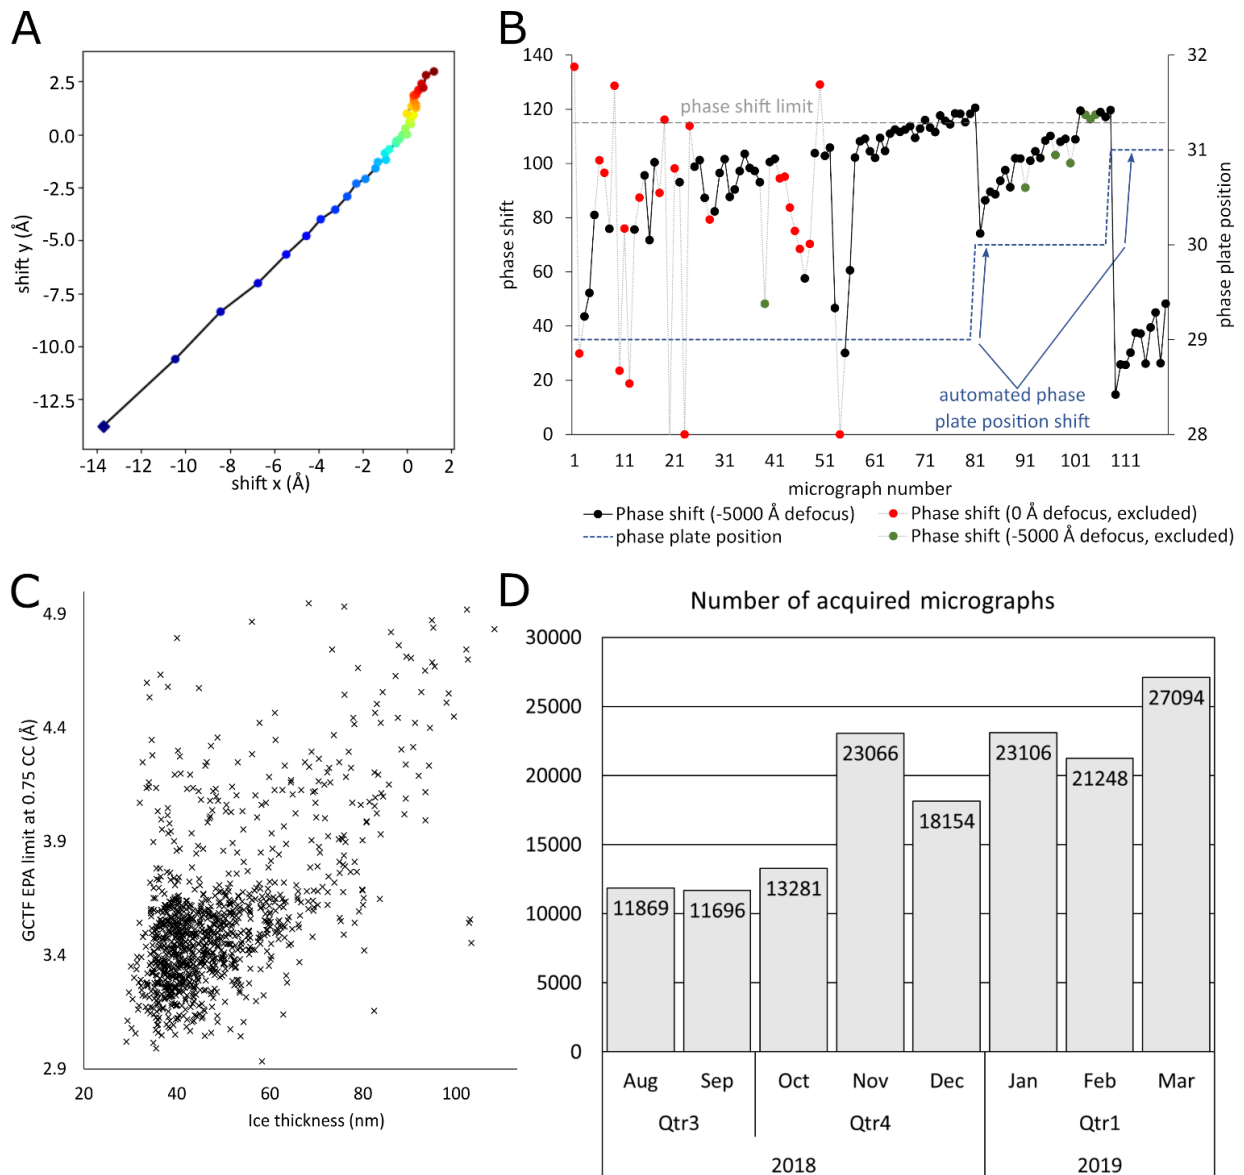 A
2.5
0.0
-2.5
-5.0
-7.5
-10.0
-12.5
shift y (Å)
-14 -12 -10 -8 -6 -4 -2 0 2
shift x (Å)
B
140
120
100
80
60
40
20
0
phase shift
32
31
30
29
28
phase plate position
phase shift limit
automated phase
plate position shift
1 11 21 31 41 51 61 71 81 91 101 111
micrograph number
Phase shift (-5000 Å defocus)
Phase shift (0 Å defocus, excluded)
phase plate position
Phase shift (-5000 Å defocus, excluded)
C
4.9
4.4
3.9
3.4
2.9
GCTF EPA limit at 0.75 CC (Å)
20 40 60 80 100
Ice thickness (nm)
D
Number of acquired micrographs
30000
25000
20000
15000
10000
5000
0
11869
11696
13281
23066
18154
23106
21248
27094
Aug Sep Oct Nov Dec Jan Feb Mar
Qtr3 Qtr4 Qtr1
2018 2019